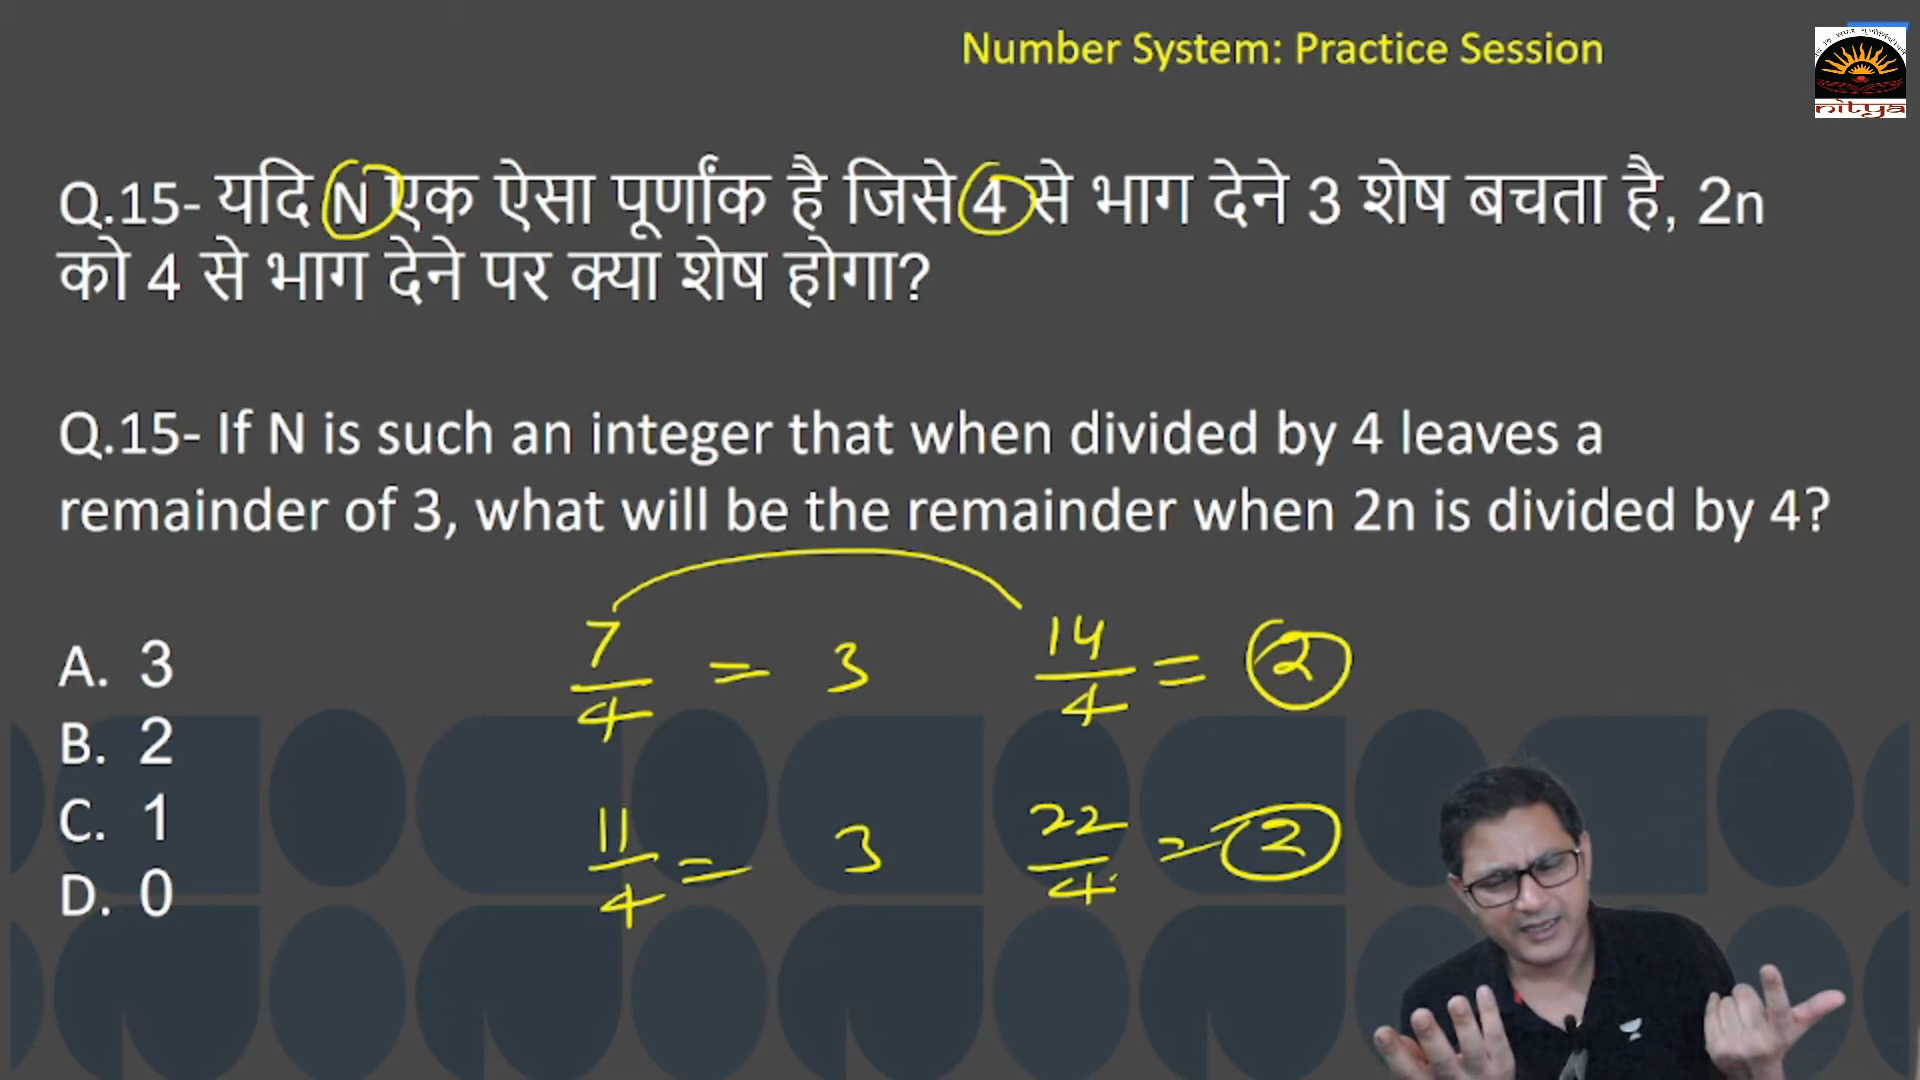 Number System: Practice Session
nitya
Q.15- यदि N एक ऐसा पूर्णांक है जिसे 4 से भाग देने 3 शेष बचता है, 2n
को 4 से भाग देने पर क्या शेष होगा?
Q.15- If N is such an integer that when divided by 4 leaves a
remainder of 3, what will be the remainder when 2n is divided by 4?
A. 3
B. 2
C. 1
D. 0
7/4 = 3
14/4 = 2
11/4 = 3
22/4 = 2